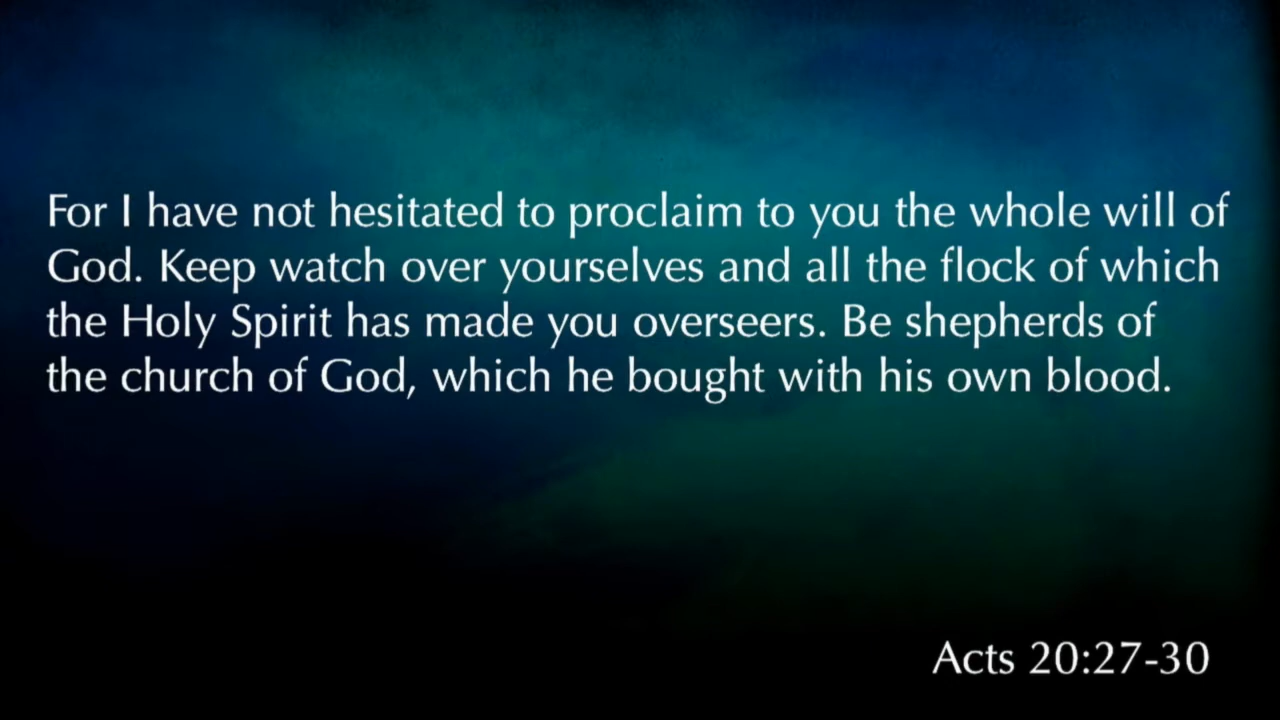 For I have not hesitated to proclaim to you the whole will of
God. Keep watch over yourselves and all the flock of which
the Holy Spirit has made you overseers. Be shepherds of
the church of God, which he bought with his own blood.
Acts 20:27-30